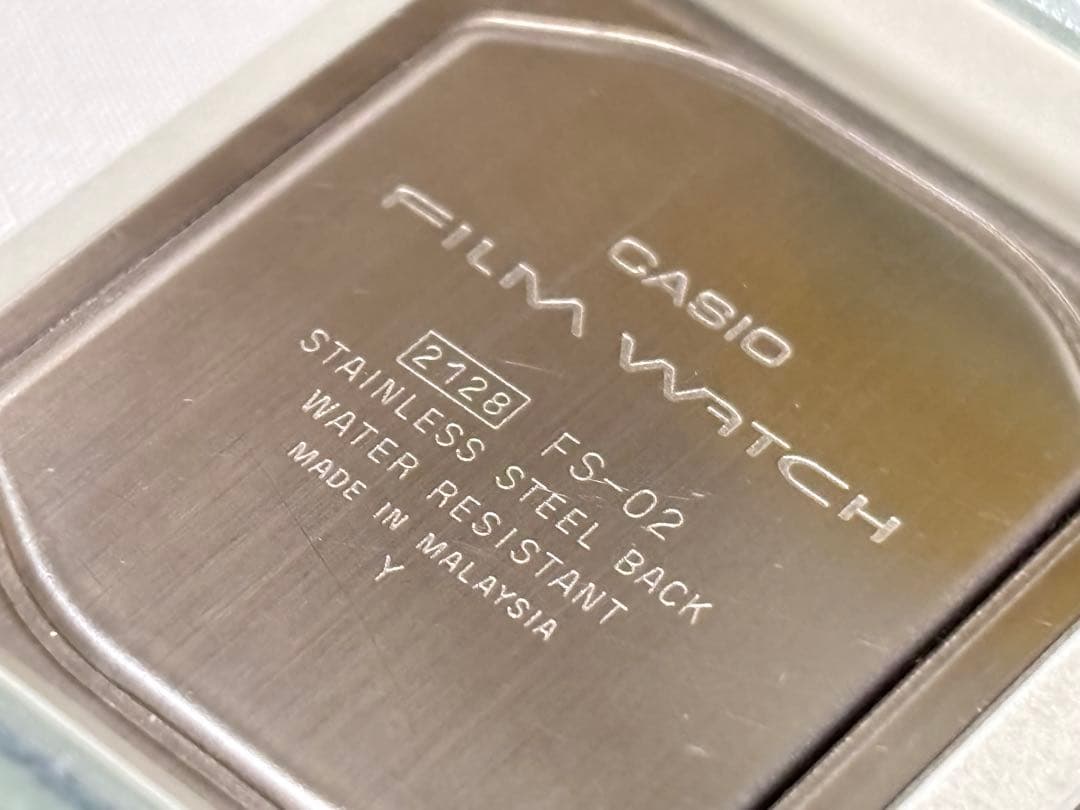 CASIO
FILM WATCH
2128 FS-02
STAINLESS STEEL BACK
WATER RESISTANT
MADE IN MALAYSIA
Y